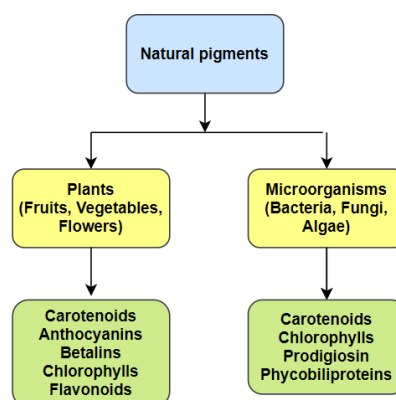 Natural pigments
Plants
(Fruits, Vegetables,
Flowers)
Microorganisms
(Bacteria, Fungi,
Algae)
Carotenoids
Anthocyanins
Betalins
Chlorophylls
Flavonoids
Carotenoids
Chlorophylls
Prodigiosin
Phycobiliproteins